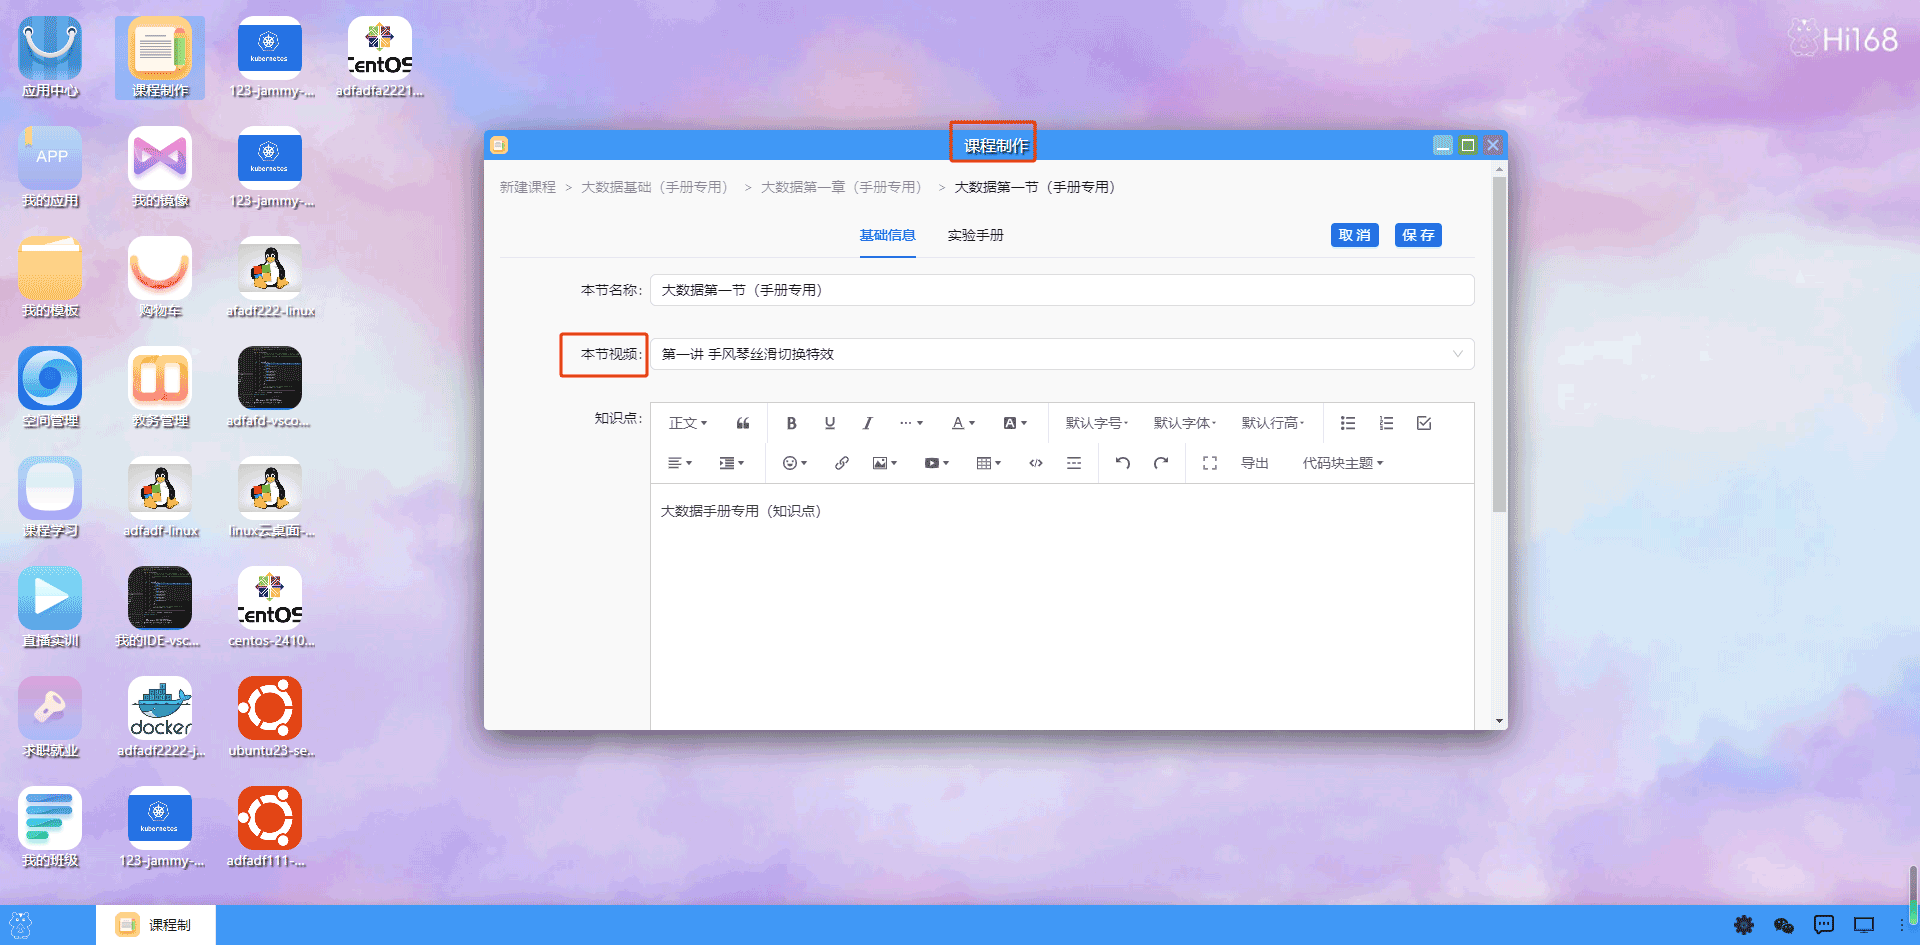 应用中心
课程制作
kubernetes
123-jammy-...
CentOS
adfadfa2221...
Hi168
APP
我的应用
我的镜像
kubernetes
123-jammy-...
我的模板
购物车
afadf222-linux
空间管理
教务管理
adfafd-vsco...
课程学习
adfadf-linux
linux云桌面-...
直播实训
我的IDE-vsc...
CentOS
centos-2410...
求职就业
docker
adfadf2222-j...
ubuntu23-se..
我的班级
kubernetes
123-jammy-...
adfadf111-...
课程制作
新建课程 > 大数据基础（手册专用） > 大数据第一章（手册专用） > 大数据第一节（手册专用）
基础信息 实验手册 取消 保存
本节名称: 大数据第一节（手册专用）
本节视频: 第一讲 手风琴丝滑切换特效
知识点:
正文 B U I ... A A 默认字号 默认字体 默认行高
导出 代码块主题
大数据手册专用（知识点）
课程制